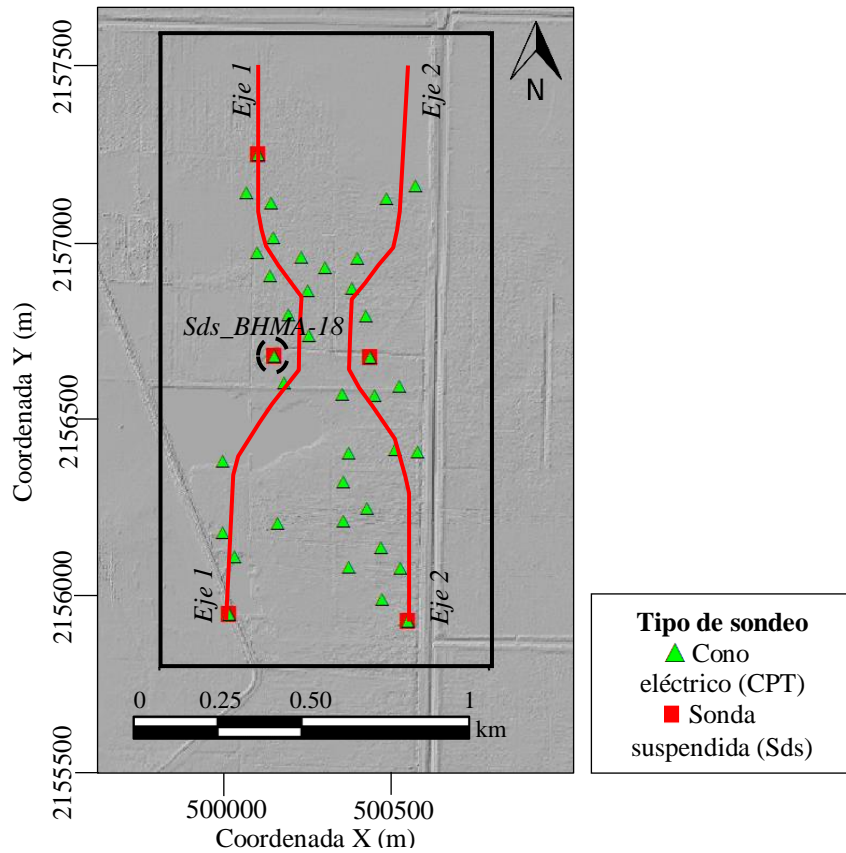 2157500
2157000
2156500
2156000
2155500
Coordenada Y (m)
Eje 1
Eje 2
N
Sds_BHMA-18
Eje 1
Eje 2
0 0.25 0.50 1
km
500000 500500
Coordenada X (m)
Tipo de sondeo
Cono
eléctrico (CPT)
Sonda
suspendida (Sds)